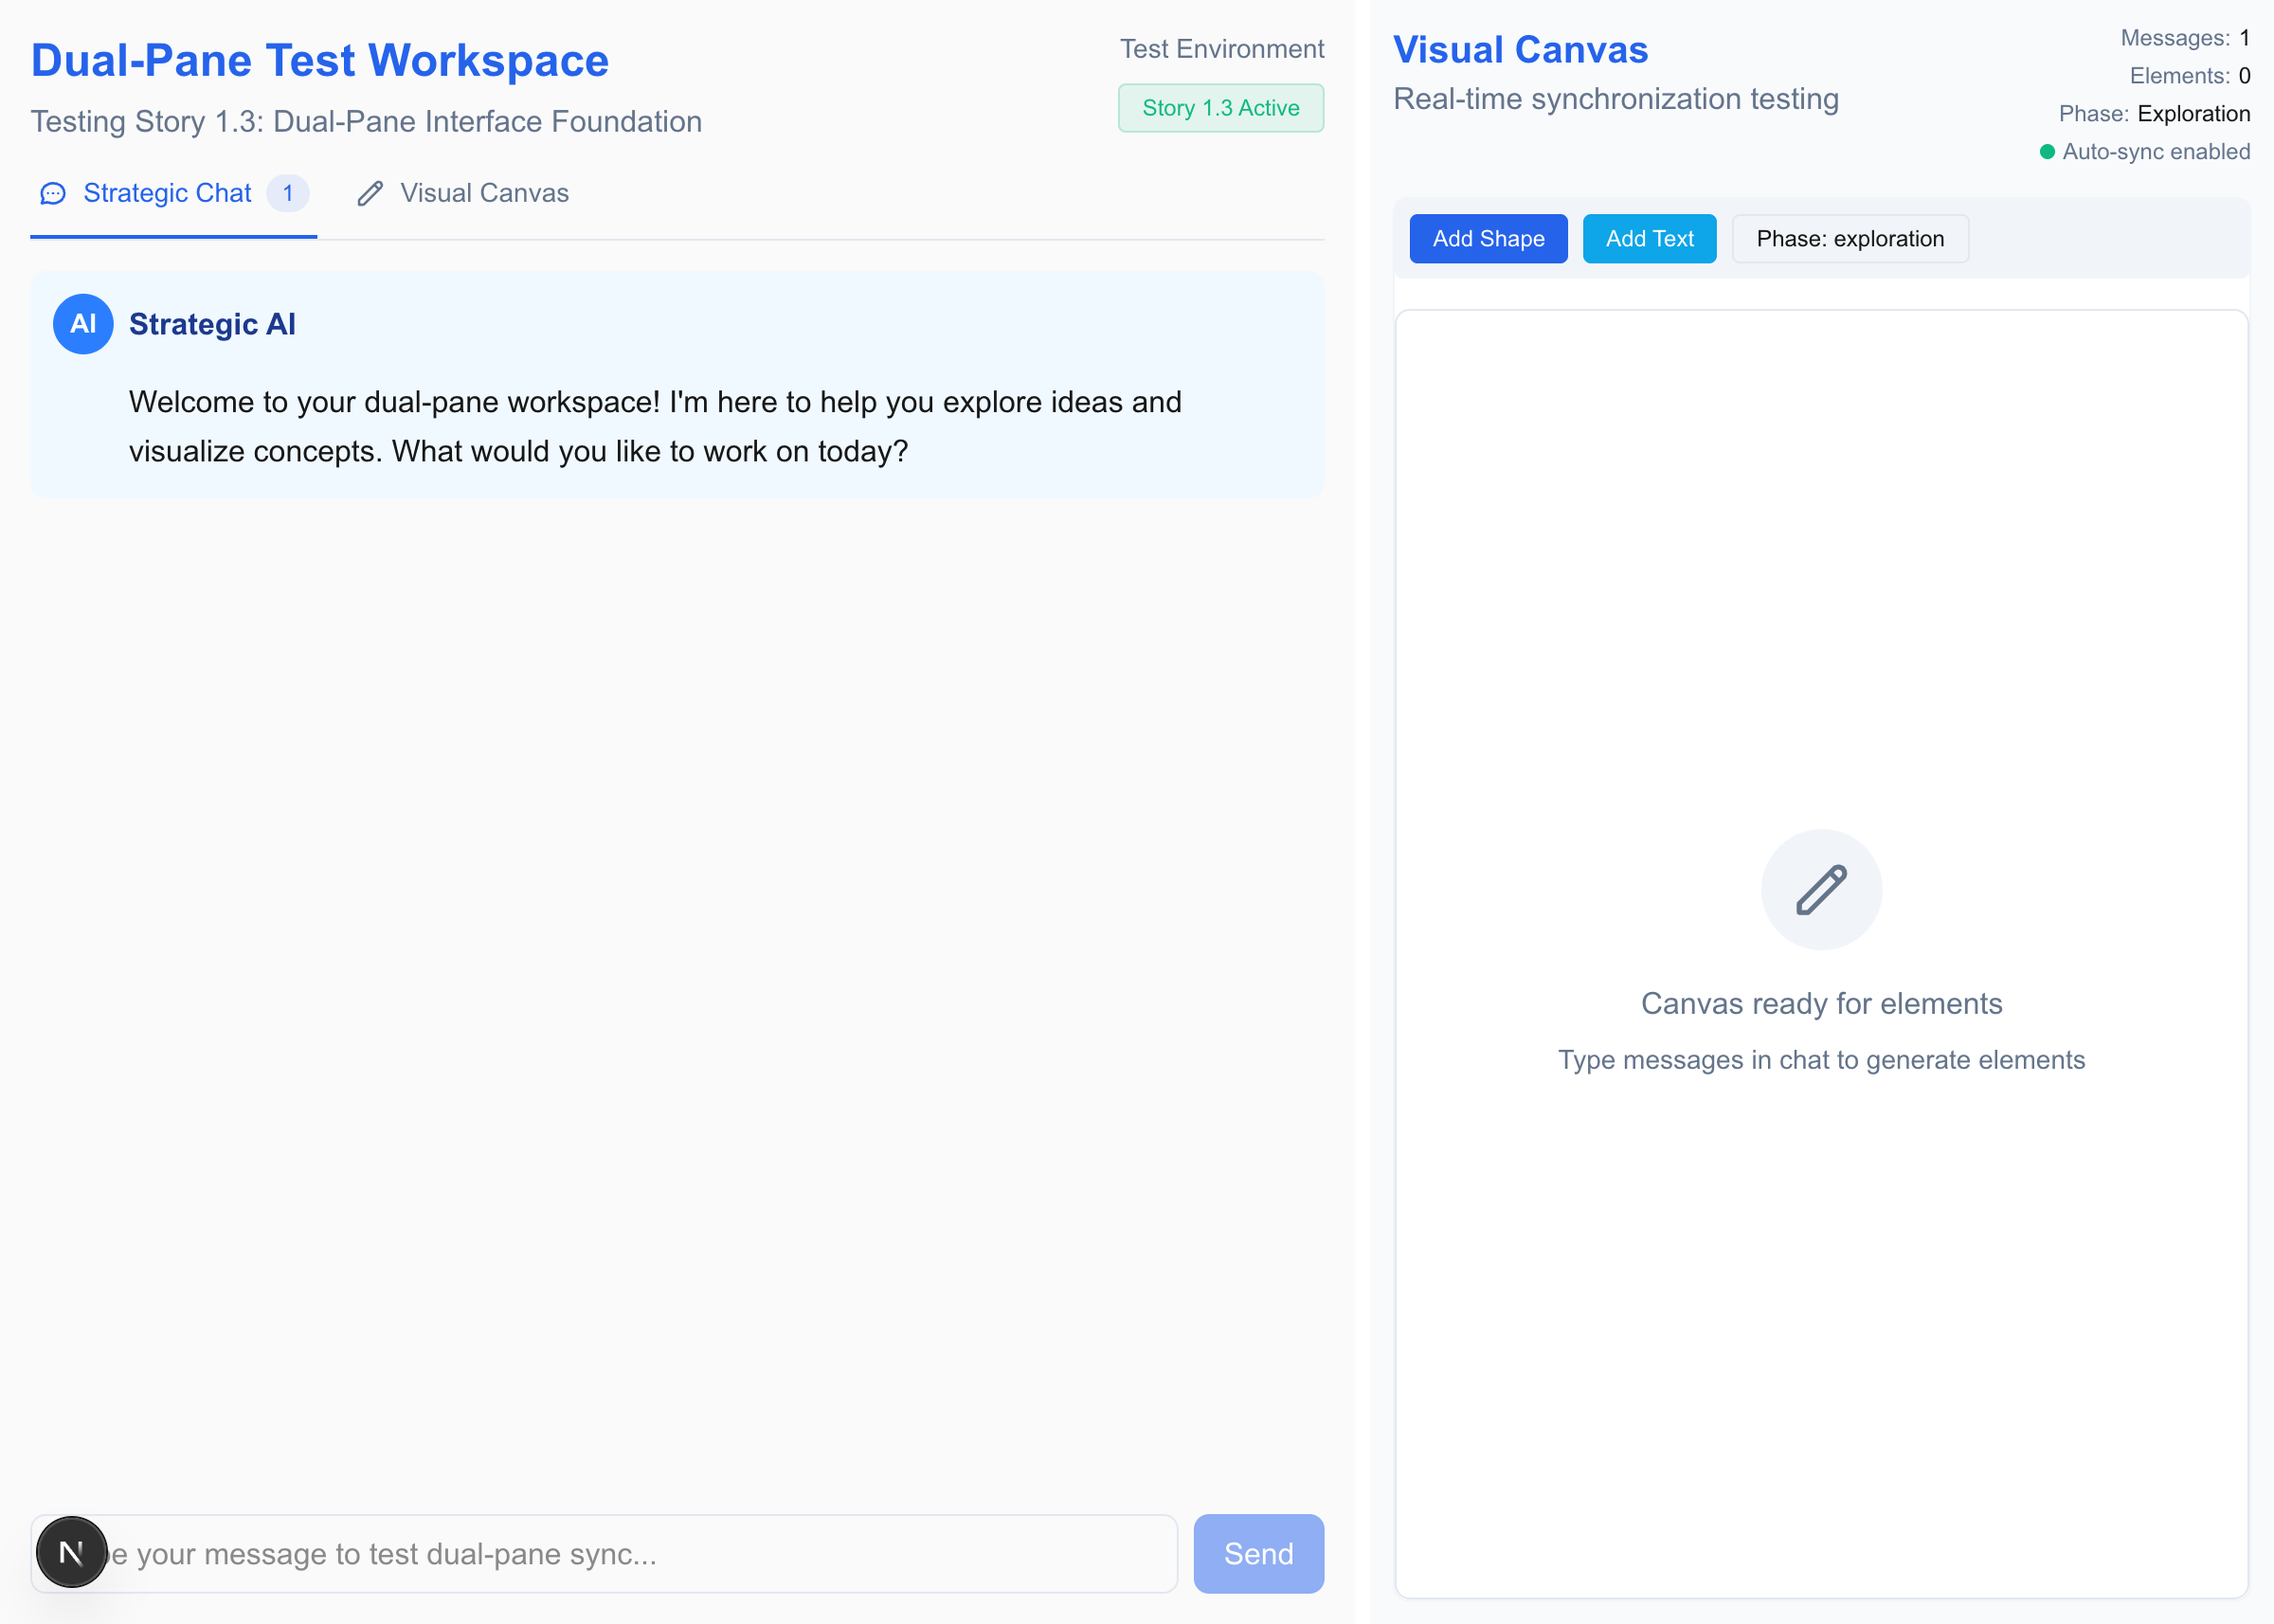 Dual-Pane Test Workspace
Testing Story 1.3: Dual-Pane Interface Foundation
Test Environment
Story 1.3 Active
Strategic Chat 1
Visual Canvas
AI
Strategic AI
Welcome to your dual-pane workspace! I'm here to help you explore ideas and
visualize concepts. What would you like to work on today?
N
your message to test dual-pane sync...
Send
Visual Canvas
Real-time synchronization testing
Messages: 1
Elements: 0
Phase: Exploration
Auto-sync enabled
Add Shape
Add Text
Phase: exploration
Canvas ready for elements
Type messages in chat to generate elements